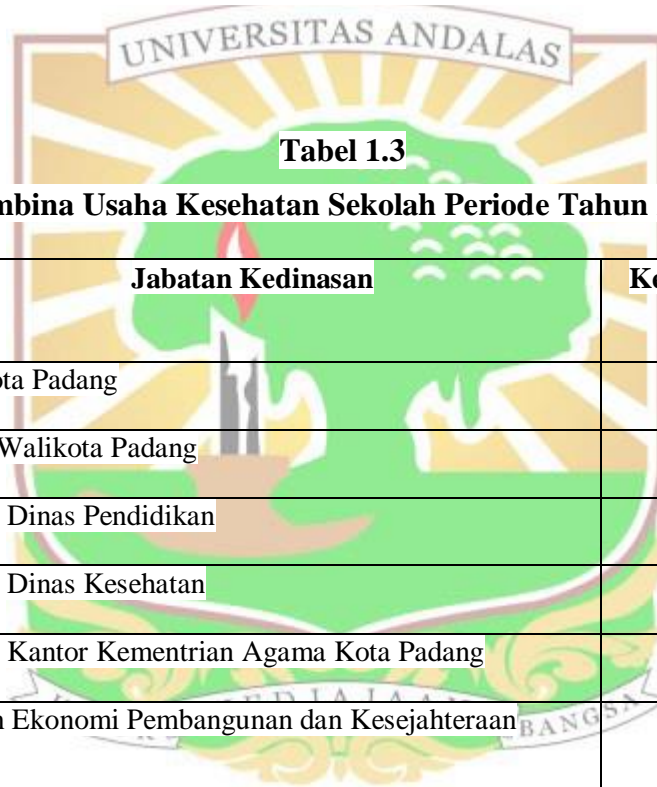 UNIVERSITAS ANDALAS
Tabel 1.3
mbina Usaha Kesehatan Sekolah Periode Tahun
Jabatan Kedinasan
Ke
ota Padang
Walikota Padang
Dinas Pendidikan
Dinas Kesehatan
Kantor Kementrian Agama Kota Padang
Ekonomi Pembangunan dan Kesejahteraan
BANGSA